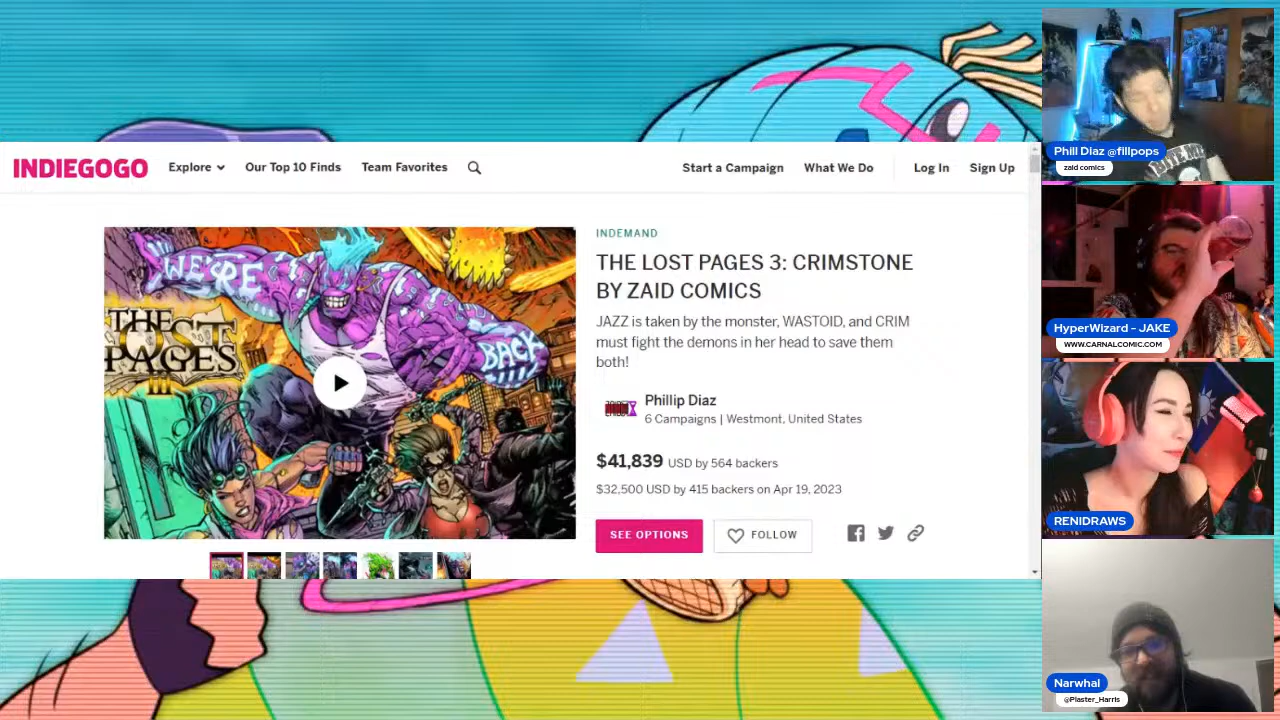 INDIEGOGO
Explore
Our Top 10 Finds
Team Favorites
Start a Campaign
What We Do
Log In
Sign Up
WE'RE
BACK
THE
LOST
PAGES
III
INDEMAND
THE LOST PAGES 3: CRIMSTONE
BY ZAID COMICS
JAZZ is taken by the monster, WASTOID, and CRIM
must fight the demons in her head to save them
both!
Phillip Diaz
6 Campaigns | Westmont, United States
$41,839 USD by 564 backers
$32,500 USD by 415 backers on Apr 19, 2023
SEE OPTIONS
FOLLOW
Phill Diaz @fillpops
zaid comics
HyperWizard - JAKE
WWW.CARNALCOMIC.COM
RENIDRAWS
Narwhal
@Plaster_Harris